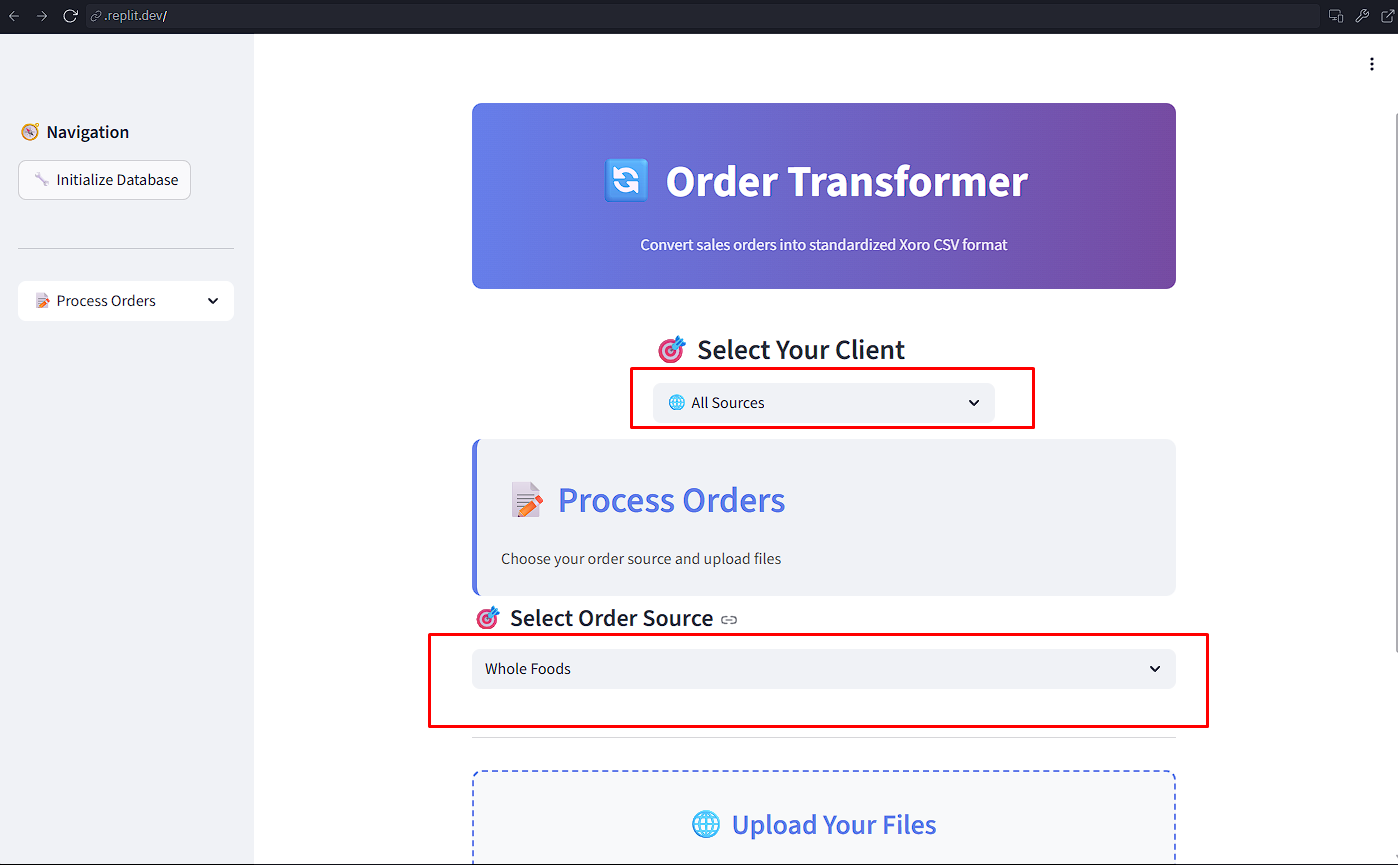 .replit.dev/
Navigation
Initialize Database
Process Orders
Order Transformer
Convert sales orders into standardized Xoro CSV format
Select Your Client
All Sources
Process Orders
Choose your order source and upload files
Select Order Source
Whole Foods
Upload Your Files